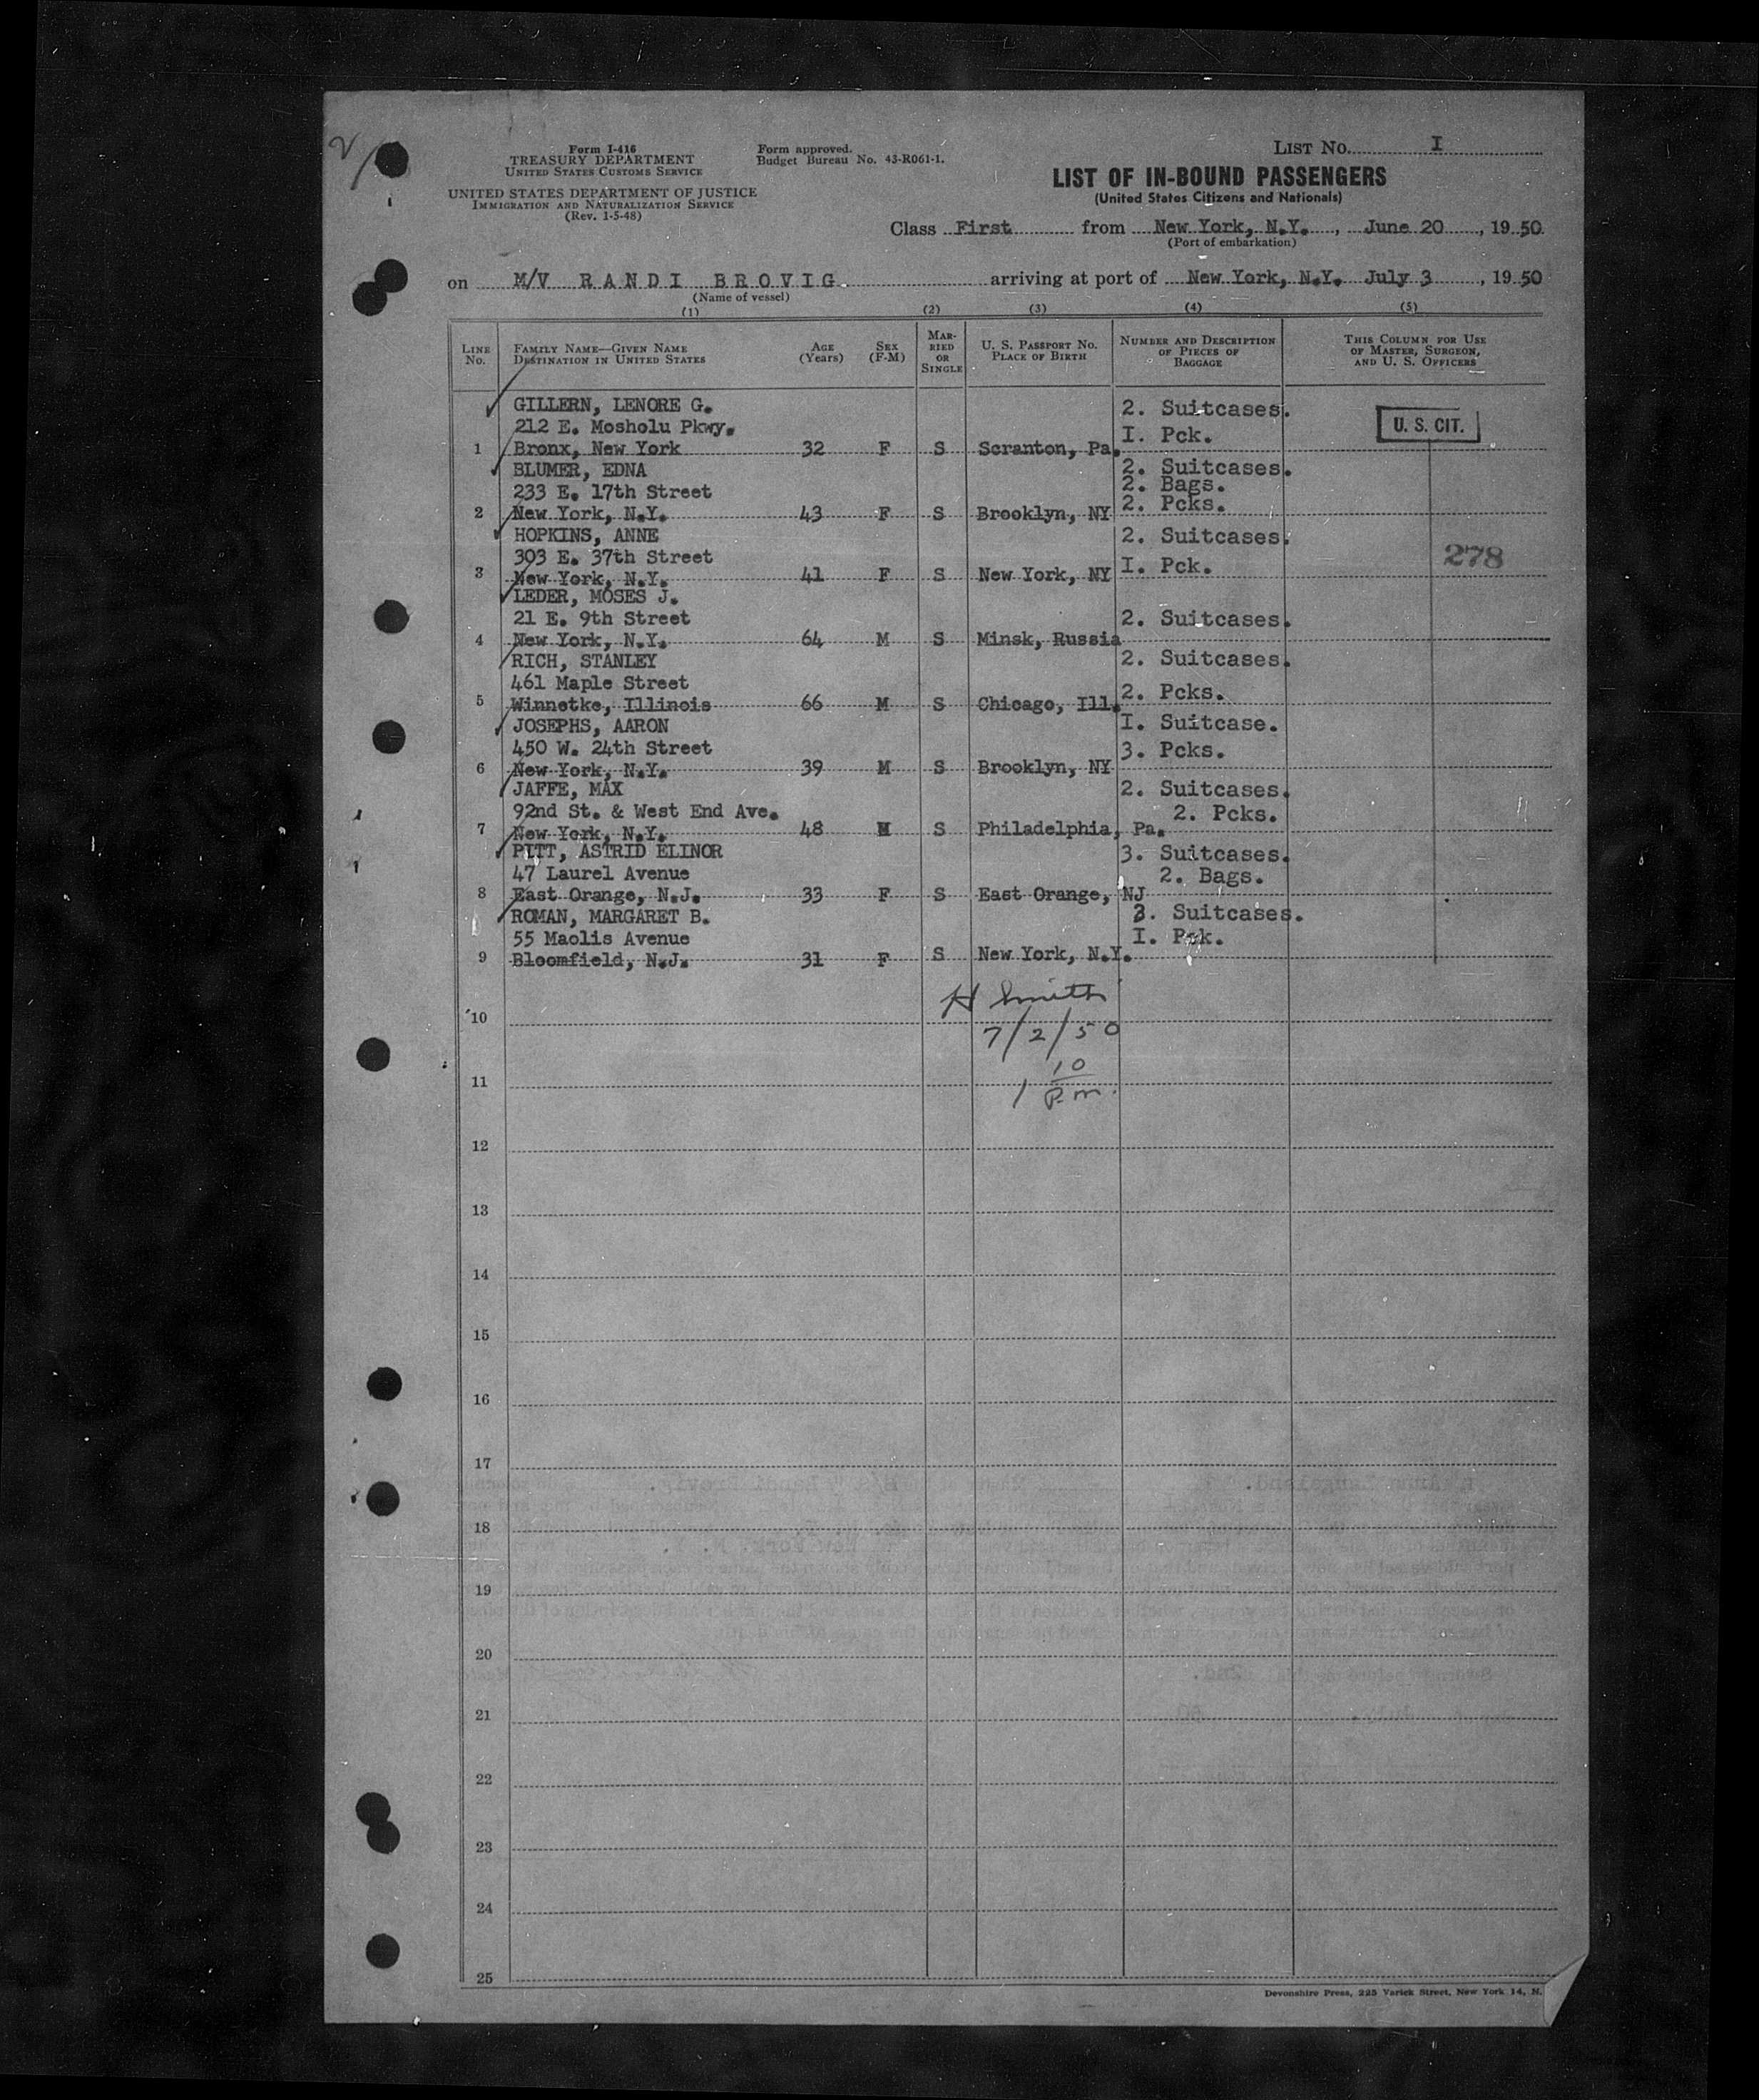 2/
Form I-416
TREASURY DEPARTMENT
UNITED STATES CUSTOMS SERVICE
UNITED STATES DEPARTMENT OF JUSTICE
IMMIGRATION AND NATURALIZATION SERVICE
(Rev. 1-5-48)
Form approved.
Budget Bureau No. 43-R061-1.
LIST NO. I
LIST OF IN-BOUND PASSENGERS
(United States Citizens and Nationals)
Class First from New York, N.Y., June 20, 1950
(Port of embarkation)
on M/V RANDI BROVIG. arriving at port of New York, N.Y. July 3, 1950
(Name of vessel)
(1) (2) (3) (4) (5)
LINE No. FAMILY NAME—GIVEN NAME DESTINATION IN UNITED STATES AGE (Years) SEX (F-M) MARRIED OR SINGLE U. S. PASSPORT NO. PLACE OF BIRTH NUMBER AND DESCRIPTION OF PIECES OF BAGGAGE THIS COLUMN FOR USE OF MASTER, SURGEON, AND U. S. OFFICERS
GILLERN, LENORE G. 2. Suitcases.
212 E. Mosholu Pkwy. I. Pck. U. S. CIT.
1 Bronx, New York 32 F S Scranton, Pa.
BLUMER, EDNA 2. Suitcases.
233 E. 17th Street 2. Bags.
2 New York, N.Y. 43 F S Brooklyn, NY 2. Pcks.
HOPKINS, ANNE 2. Suitcases.
303 E. 37th Street I. Pck. 278
3 New York, N.Y. 41 F S New York, NY
LEDER, MOSES J.
21 E. 9th Street 2. Suitcases.
4 New York, N.Y. 64 M S Minsk, Russia
RICH, STANLEY 2. Suitcases.
461 Maple Street 2. Pcks.
5 Winnetke, Illinois 66 M S Chicago, Ill.
JOSEPHS, AARON I. Suitcase.
450 W. 24th Street 3. Pcks.
6 New York, N.Y. 39 M S Brooklyn, NY
JAFFE, MAX 2. Suitcases.
92nd St. & West End Ave. 2. Pcks.
7 New York, N.Y. 48 M S Philadelphia, Pa.
PITT, ASTRID ELINOR 3. Suitcases.
47 Laurel Avenue 2. Bags.
8 East Orange, N.J. 33 F S East Orange, NJ
ROMAN, MARGARET B. Suitcases.
55 Maolis Avenue I. Pck.
9 Bloomfield, N.J. 31 F S New York, N.Y.
H Smith
10
7/2/50
11
1 10 P.m.
12
13
14
15
16
17
18
19
20
21
22
23
24
25
Devonshire Press, 225 Varick Street, New York 14, N.